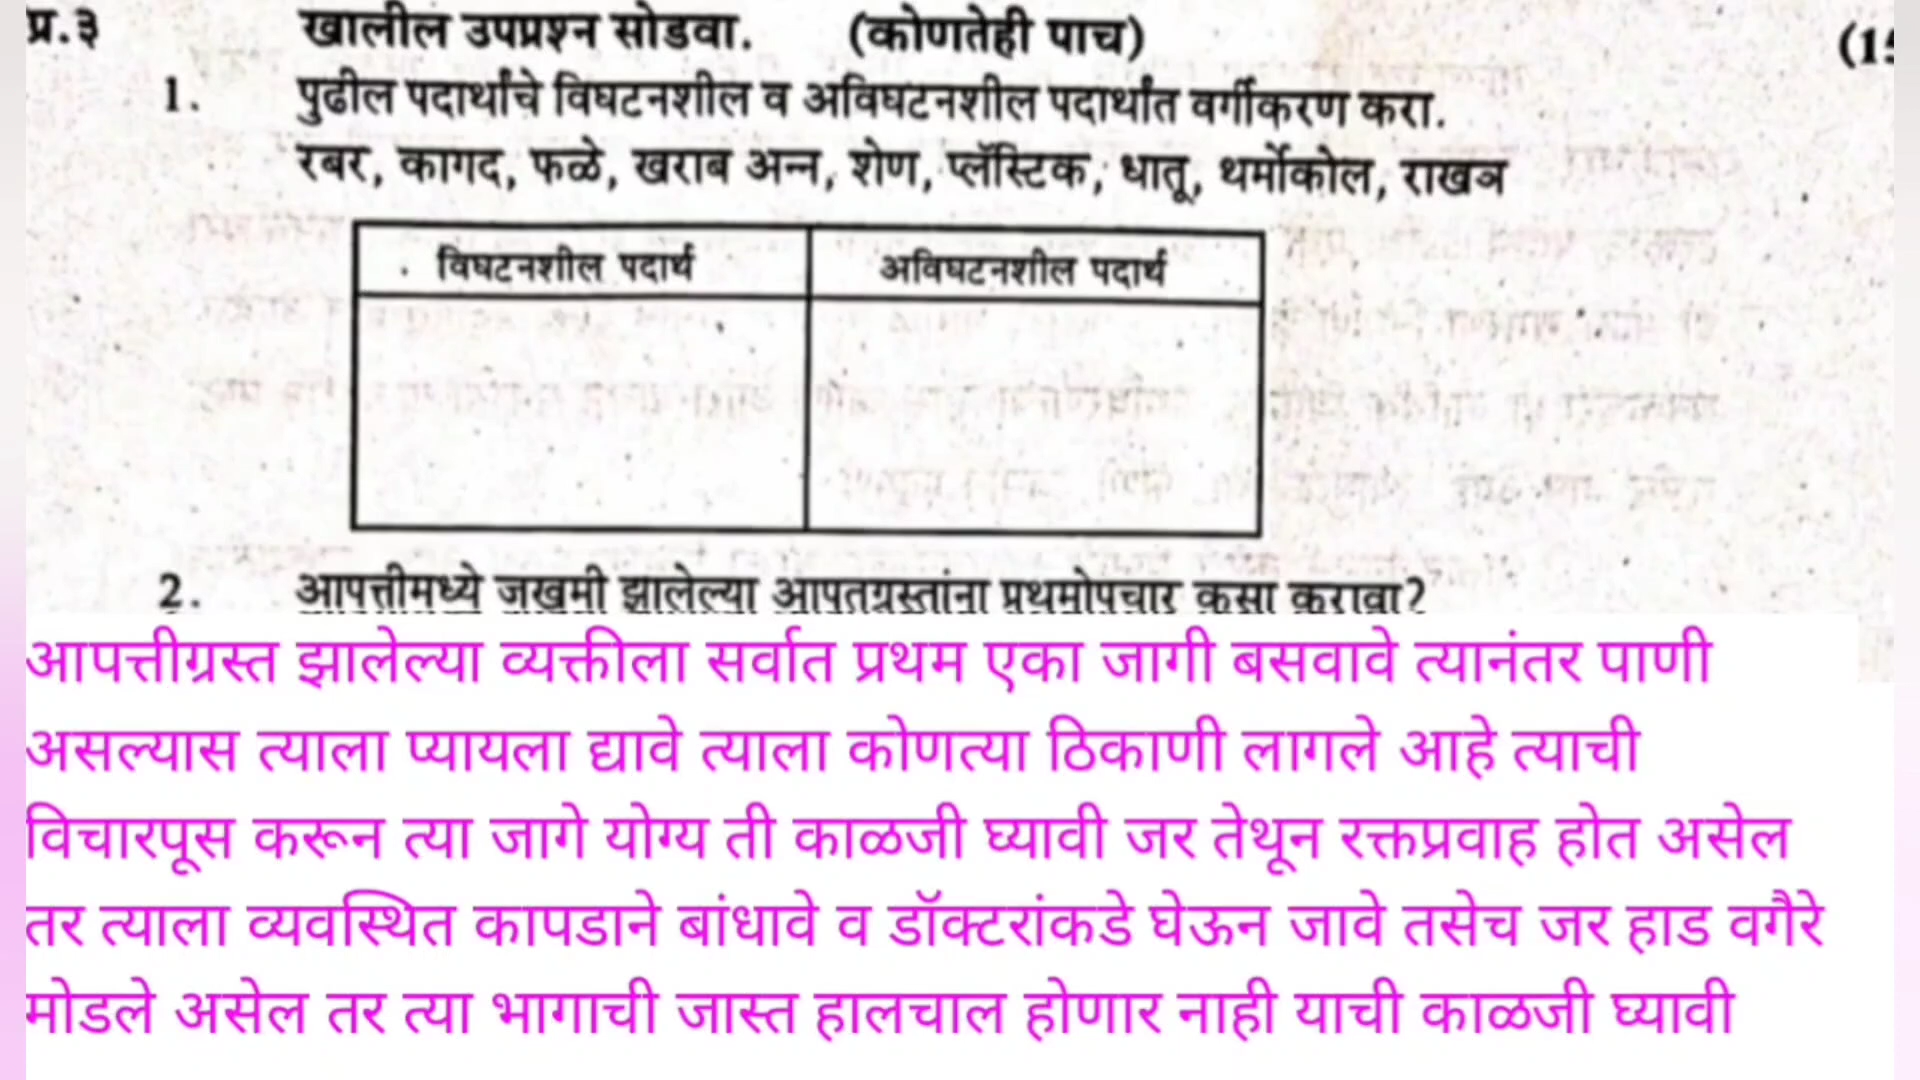 प्र.३ खालील उपप्रश्न सोडवा. (कोणतेही पाच)
1. पुढील पदार्थांचे विघटनशील व अविघटनशील पदार्थांत वर्गीकरण करा.
रबर, कागद, फळे, खराब अन्न, शेण, प्लॅस्टिक, धातू, थर्मोकोल, राखञ
विघटनशील पदार्थ अविघटनशील पदार्थ
2. आपत्तीमध्ये जखमी झालेल्या आपतग्रस्तांना प्रथमोपचार कसा करावा?
आपत्तीग्रस्त झालेल्या व्यक्तीला सर्वात प्रथम एका जागी बसवावे त्यानंतर पाणी
असल्यास त्याला प्यायला द्यावे त्याला कोणत्या ठिकाणी लागले आहे त्याची
विचारपूस करून त्या जागे योग्य ती काळजी घ्यावी जर तेथून रक्तप्रवाह होत असेल
तर त्याला व्यवस्थित कापडाने बांधावे व डॉक्टरांकडे घेऊन जावे तसेच जर हाड वगैरे
मोडले असेल तर त्या भागाची जास्त हालचाल होणार नाही याची काळजी घ्यावी